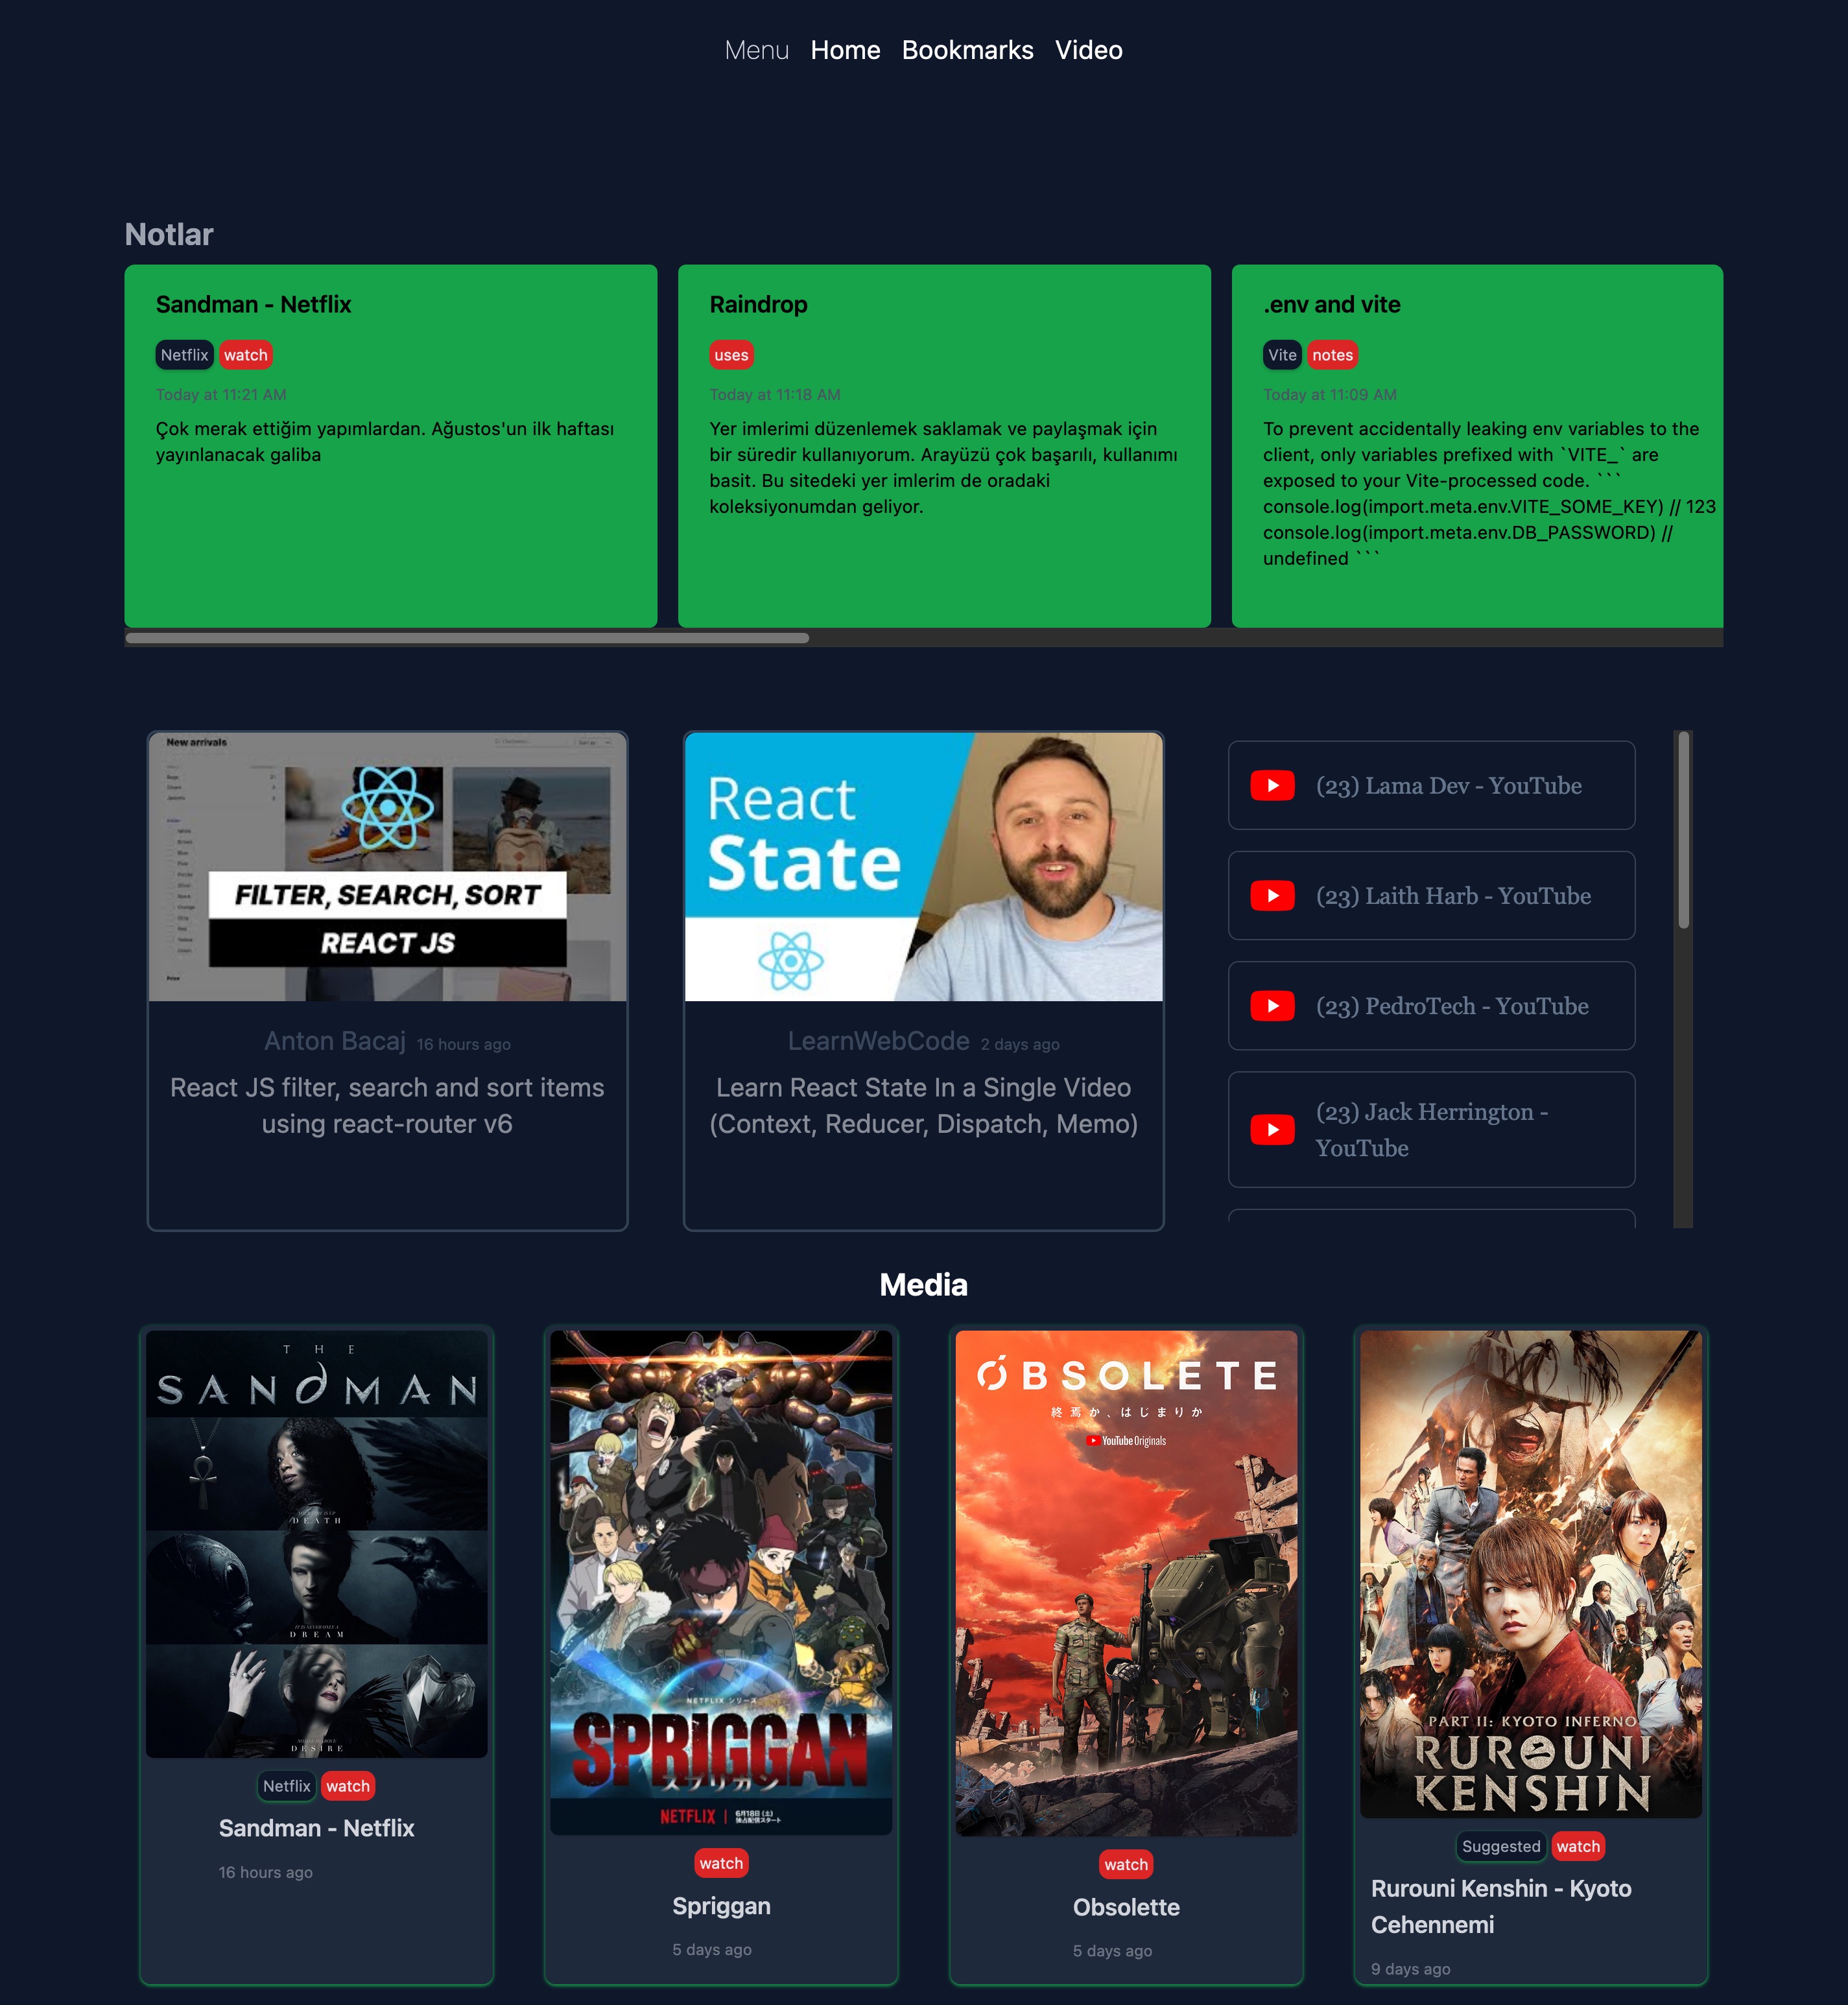 Menu Home Bookmarks Video
Notlar
Sandman - Netflix
Netflix watch
Today at 11:21 AM
Çok merak ettiğim yapımlardan. Ağustos'un ilk haftası
yayınlanacak galiba
Raindrop
uses
Today at 11:18 AM
Yer imlerimi düzenlemek saklamak ve paylaşmak için
bir süredir kullanıyorum. Arayüzü çok başarılı, kullanımı
basit. Bu sitedeki yer imlerim de oradaki
koleksiyonumdan geliyor.
.env and vite
Vite notes
Today at 11:09 AM
To prevent accidentally leaking env variables to the
client, only variables prefixed with `VITE_` are
exposed to your Vite-processed code. ```
console.log(import.meta.env.VITE_SOME_KEY) // 123
console.log(import.meta.env.DB_PASSWORD) //
undefined ```
New arrivals
FILTER, SEARCH, SORT
REACT JS
Price
Anton Bacaj 16 hours ago
React JS filter, search and sort items
using react-router v6
React
State
LearnWebCode 2 days ago
Learn React State In a Single Video
(Context, Reducer, Dispatch, Memo)
(23) Lama Dev - YouTube
(23) Laith Harb - YouTube
(23) PedroTech - YouTube
(23) Jack Herrington -
YouTube
Media
THE
SANDMAN
DEATH
DREAM
DESIRE
Netflix watch
Sandman - Netflix
16 hours ago
NETFLIX シリーズ
SPRIGGAN
スプリガン
NETFLIX 6月18日(土)
独占配信スタート
watch
Spriggan
5 days ago
OBSOLETE
終焉か、はじまりか
YouTube Originals
watch
Obsolette
5 days ago
PART II: KYOTO INFERNO
RUROUNI
KENSHIN
Suggested watch
Rurouni Kenshin - Kyoto
Cehennemi
9 days ago